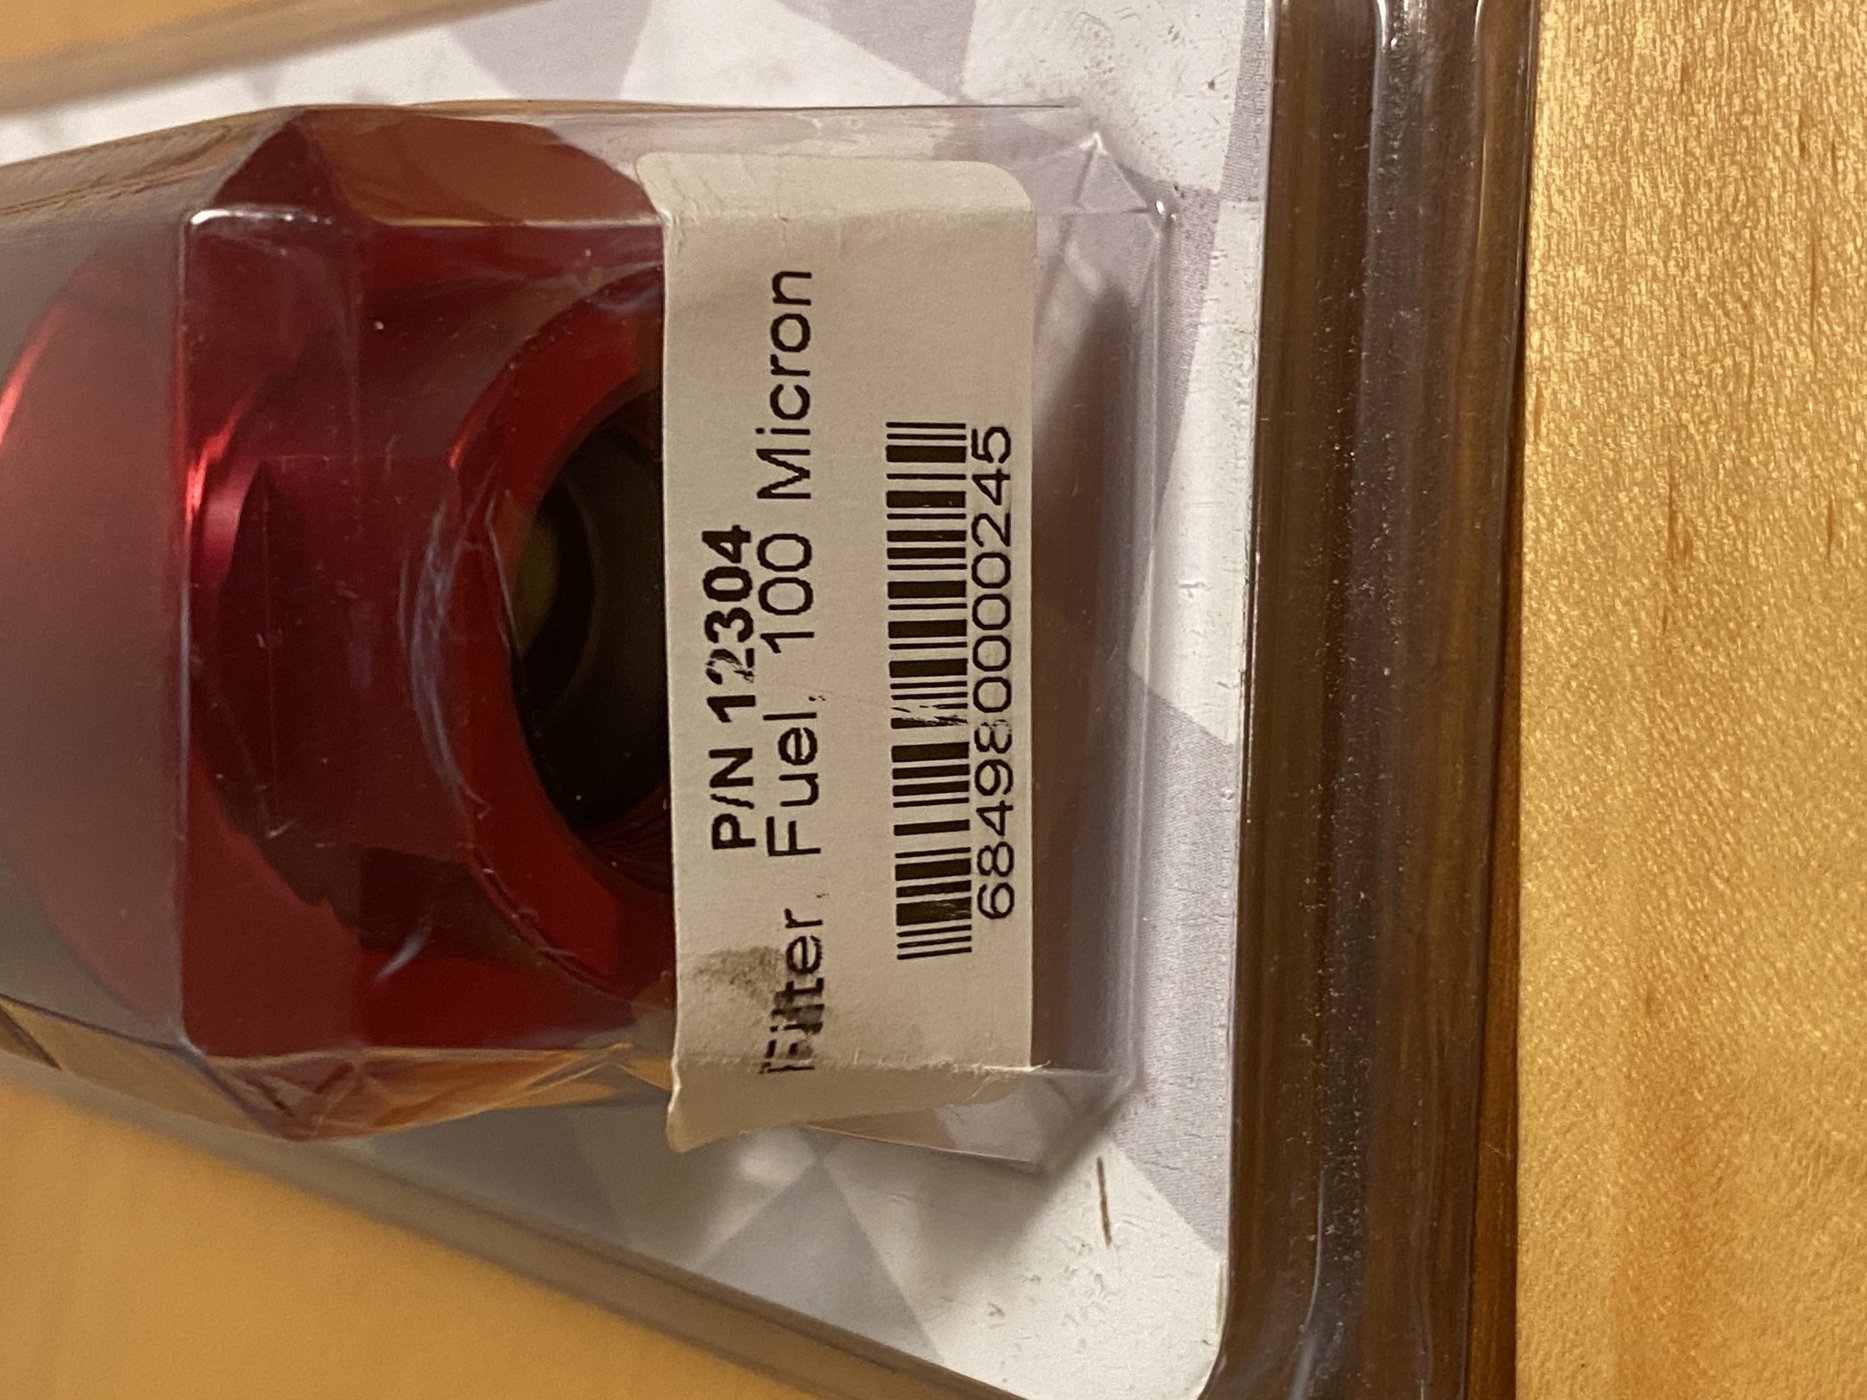 P/N 12304
Filter, Fuel, 100 Micron
684980000245